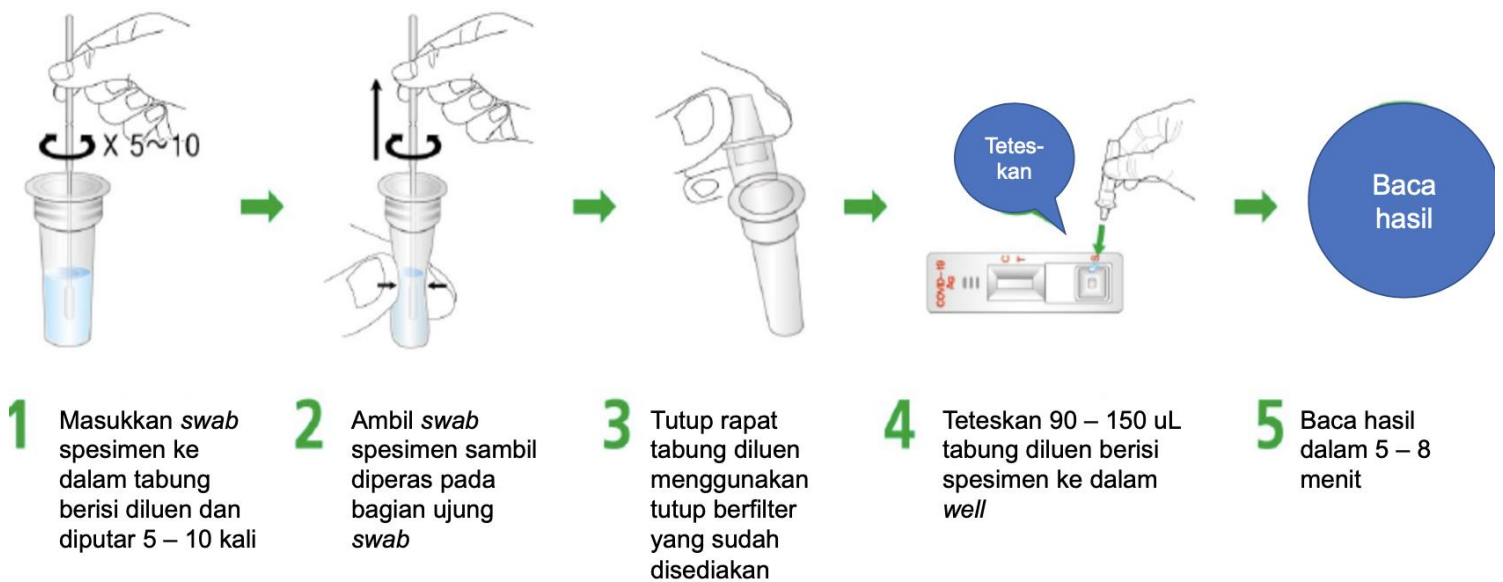 X 5~10
Tetes-
kan
COVID-19
Ag
C T
S
Baca
hasil
1 Masukkan swab
spesimen ke
dalam tabung
berisi diluen dan
diputar 5 – 10 kali
2 Ambil swab
spesimen sambil
diperas pada
bagian ujung
swab
3 Tutup rapat
tabung diluen
menggunakan
tutup berfilter
yang sudah
disediakan
4 Teteskan 90 – 150 uL
tabung diluen berisi
spesimen ke dalam
well
5 Baca hasil
dalam 5 – 8
menit